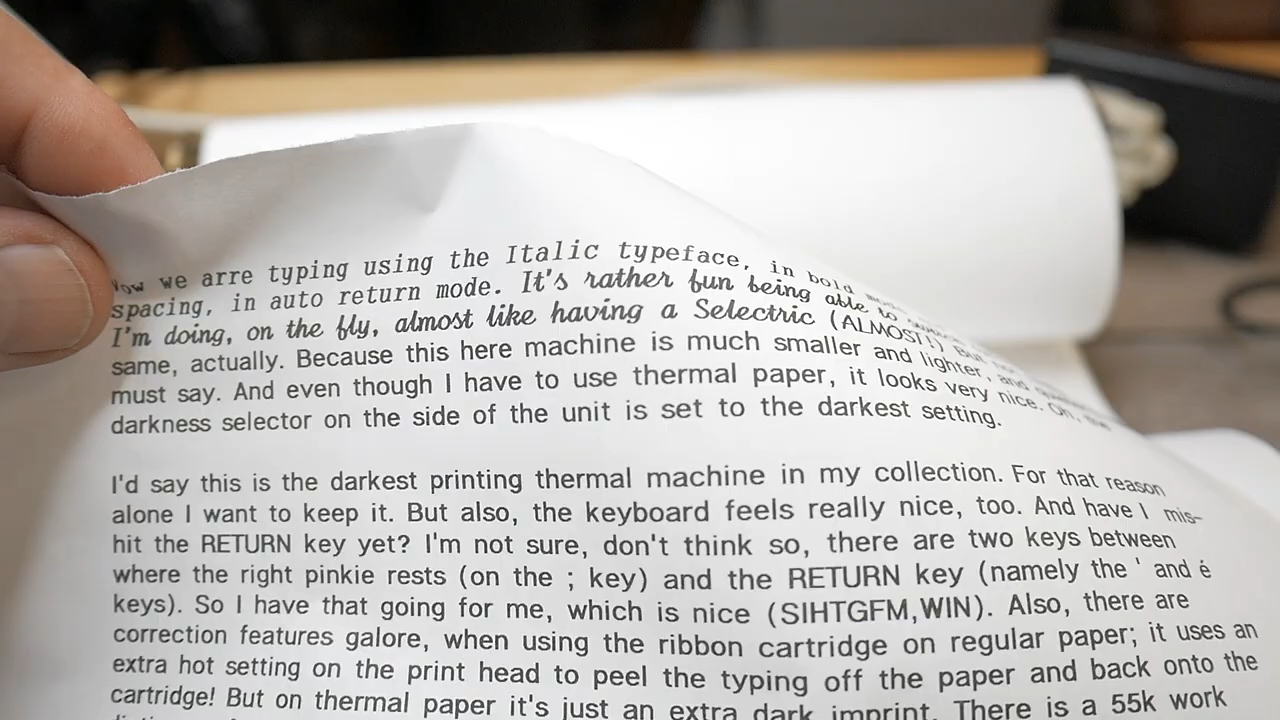 Now we arre typing using the Italic typeface, in bold
spacing, in auto return mode. It's rather fun being able to
I'm doing, on the fly, almost like having a Selectric (ALMOST!) But
same, actually. Because this here machine is much smaller and lighter, and
must say. And even though I have to use thermal paper, it looks very nice. Oh, the
darkness selector on the side of the unit is set to the darkest setting.
I'd say this is the darkest printing thermal machine in my collection. For that reason
alone I want to keep it. But also, the keyboard feels really nice, too. And have I mis-
hit the RETURN key yet? I'm not sure, don't think so, there are two keys between
where the right pinkie rests (on the ; key) and the RETURN key (namely the ' and é
keys). So I have that going for me, which is nice (SIHTGFM,WIN). Also, there are
correction features galore, when using the ribbon cartridge on regular paper; it uses an
extra hot setting on the print head to peel the typing off the paper and back onto the
cartridge! But on thermal paper it's just an extra dark imprint. There is a 55k work